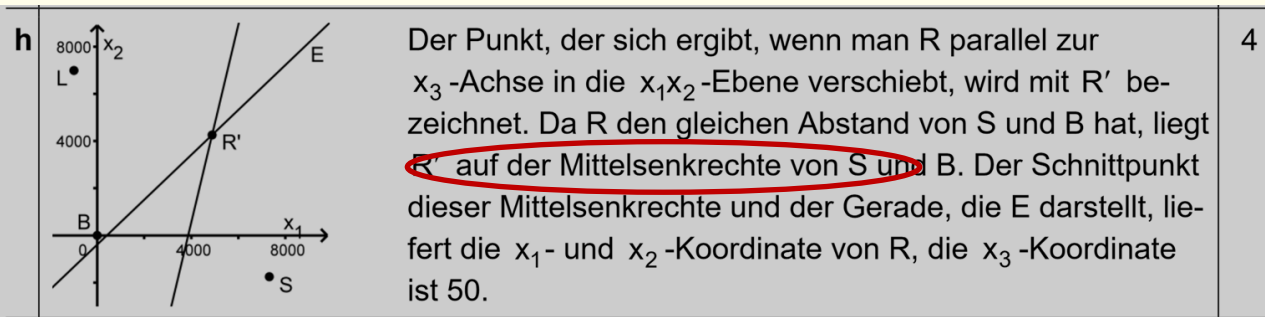 h
8000 x₂
L
E
4000
R'
B
x₁
0 4000 8000
S
Der Punkt, der sich ergibt, wenn man R parallel zur
x₃-Achse in die x₁x₂-Ebene verschiebt, wird mit R′ be-
zeichnet. Da R den gleichen Abstand von S und B hat, liegt
R′ auf der Mittelsenkrechte von S und B. Der Schnittpunkt
dieser Mittelsenkrechte und der Gerade, die E darstellt, lie-
fert die x₁- und x₂-Koordinate von R, die x₃-Koordinate
ist 50.
4